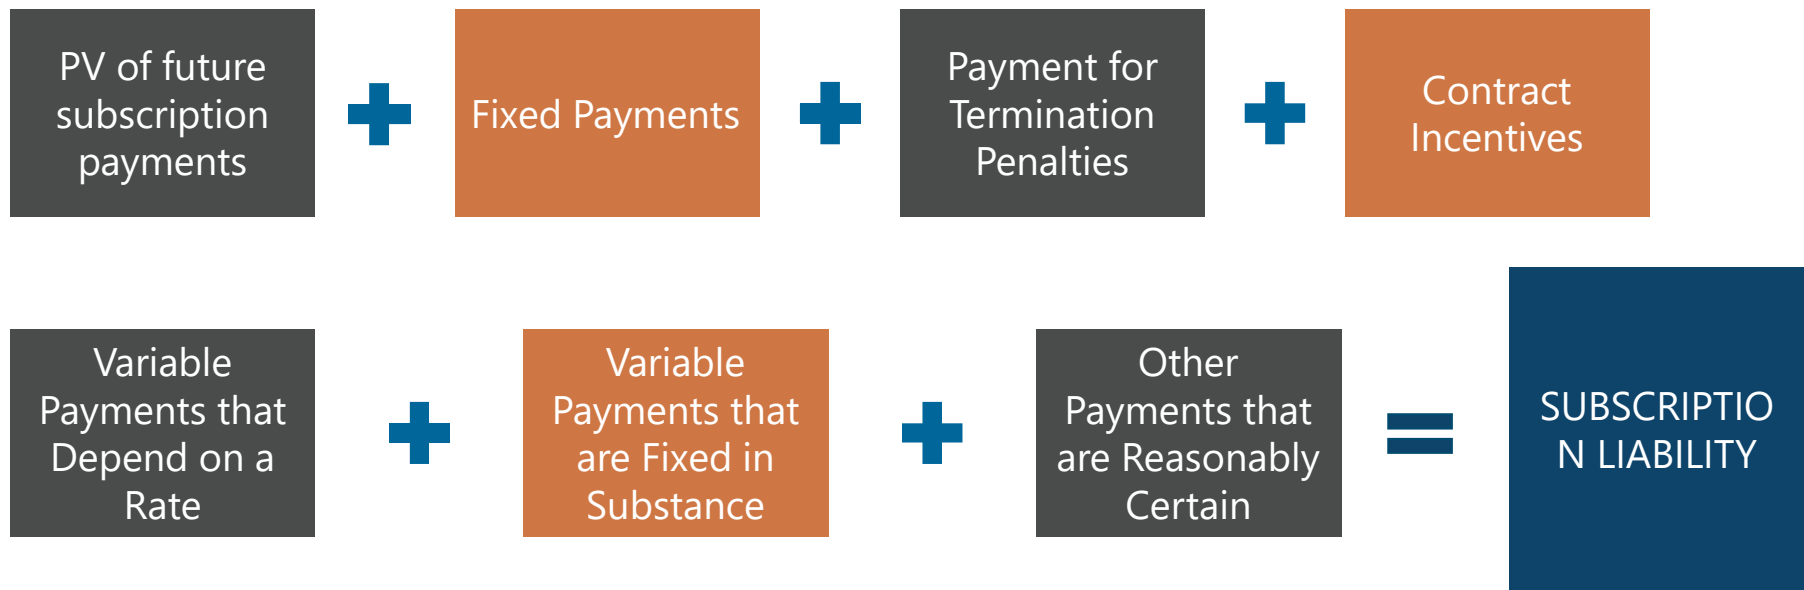 PV of future
subscription
payments
Fixed Payments
Payment for
Termination
Penalties
Contract
Incentives
Variable
Payments that
Depend on a
Rate
Variable
Payments that
are Fixed in
Substance
Other
Payments that
are Reasonably
Certain
SUBSCRIPTIO
N LIABILITY